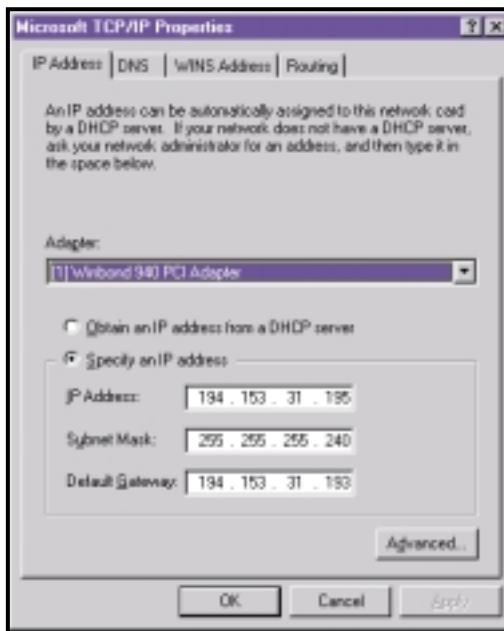 Microsoft TCP/IP Properties
IP Address DNS WINS Address Routing
An IP address can be automatically assigned to this network card
by a DHCP server. If your network does not have a DHCP server,
ask your network administrator for an address, and then type it in
the space below.
Adapter:
[1] Winbond 940 PCI Adapter
Obtain an IP address from a DHCP server
Specify an IP address
IP Address: 194 . 153 . 31 . 195
Subnet Mask: 255 . 255 . 255 . 240
Default Gateway: 194 . 153 . 31 . 193
Advanced...
OK Cancel Apply